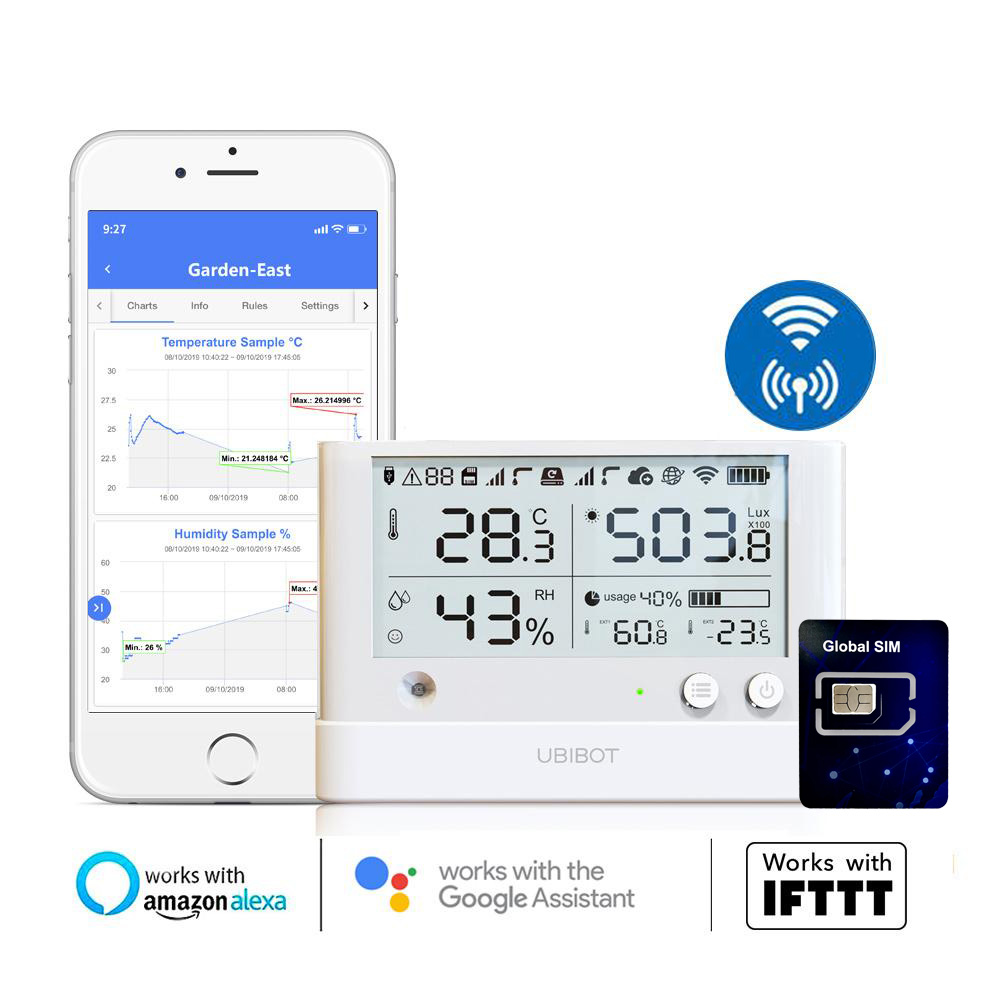 9:27
Garden-East
Charts Info Rules Settings
Temperature Sample °C
08/10/2019 10:40:22 ~ 09/10/2019 17:45:05
30
27.5
25
22.5
20
Max.: 26.214996 °C
Min.: 21.248184 °C
16:00 09/10/2019 08:00
Humidity Sample %
08/10/2019 10:40:22 ~ 09/10/2019 17:45:05
60
50
40
30
20
Max.: 4
Min.: 26 %
16:00 09/10/2019 08:00
88
28.3 °C
503.8 Lux
X100
43% RH
usage 40%
EXT1 60.8 °C
EXT2 -23.5 °C
UBIBOT
Global SIM
works with
amazon alexa
works with the
Google Assistant
Works with
IFTTT